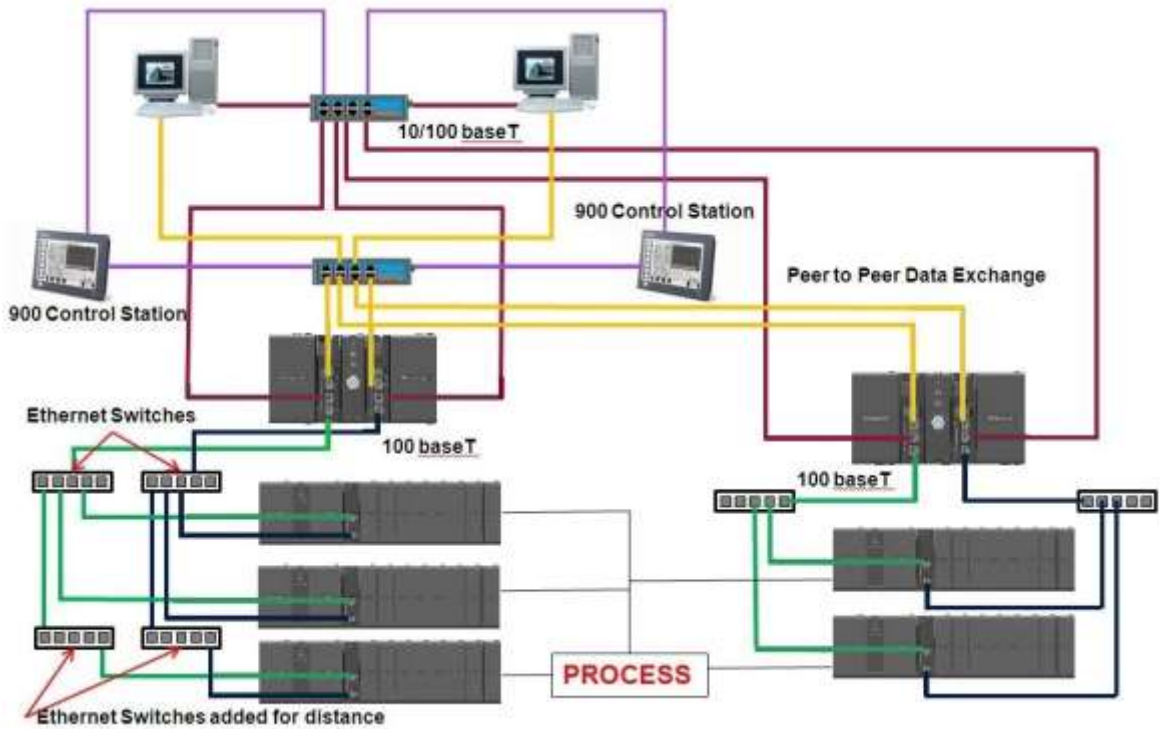 10/100 baseT
900 Control Station
900 Control Station
Peer to Peer Data Exchange
Ethernet Switches
100 baseT
100 baseT
PROCESS
Ethernet Switches added for distance